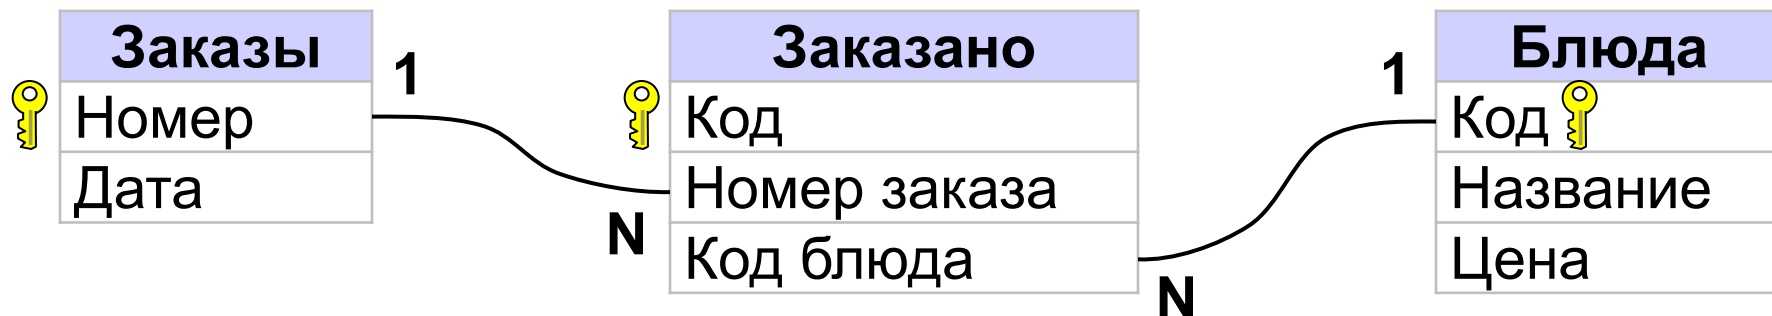 Заказы
1
Номер
Дата
N
Заказано
Код
Номер заказа
Код блюда
N
1
Блюда
Код
Название
Цена